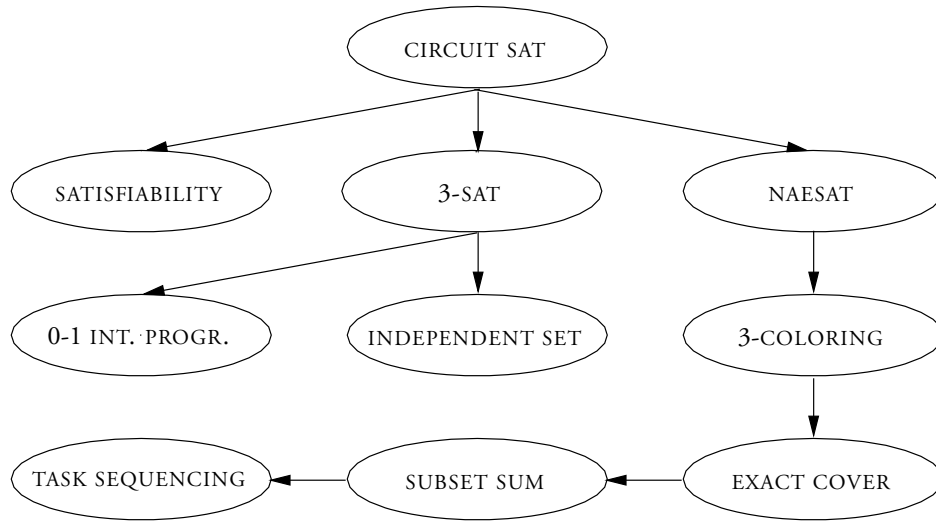 CIRCUIT SAT
SATISFIABILITY
3-SAT
NAESAT
0-1 INT. PROGR.
INDEPENDENT SET
3-COLORING
TASK SEQUENCING
SUBSET SUM
EXACT COVER